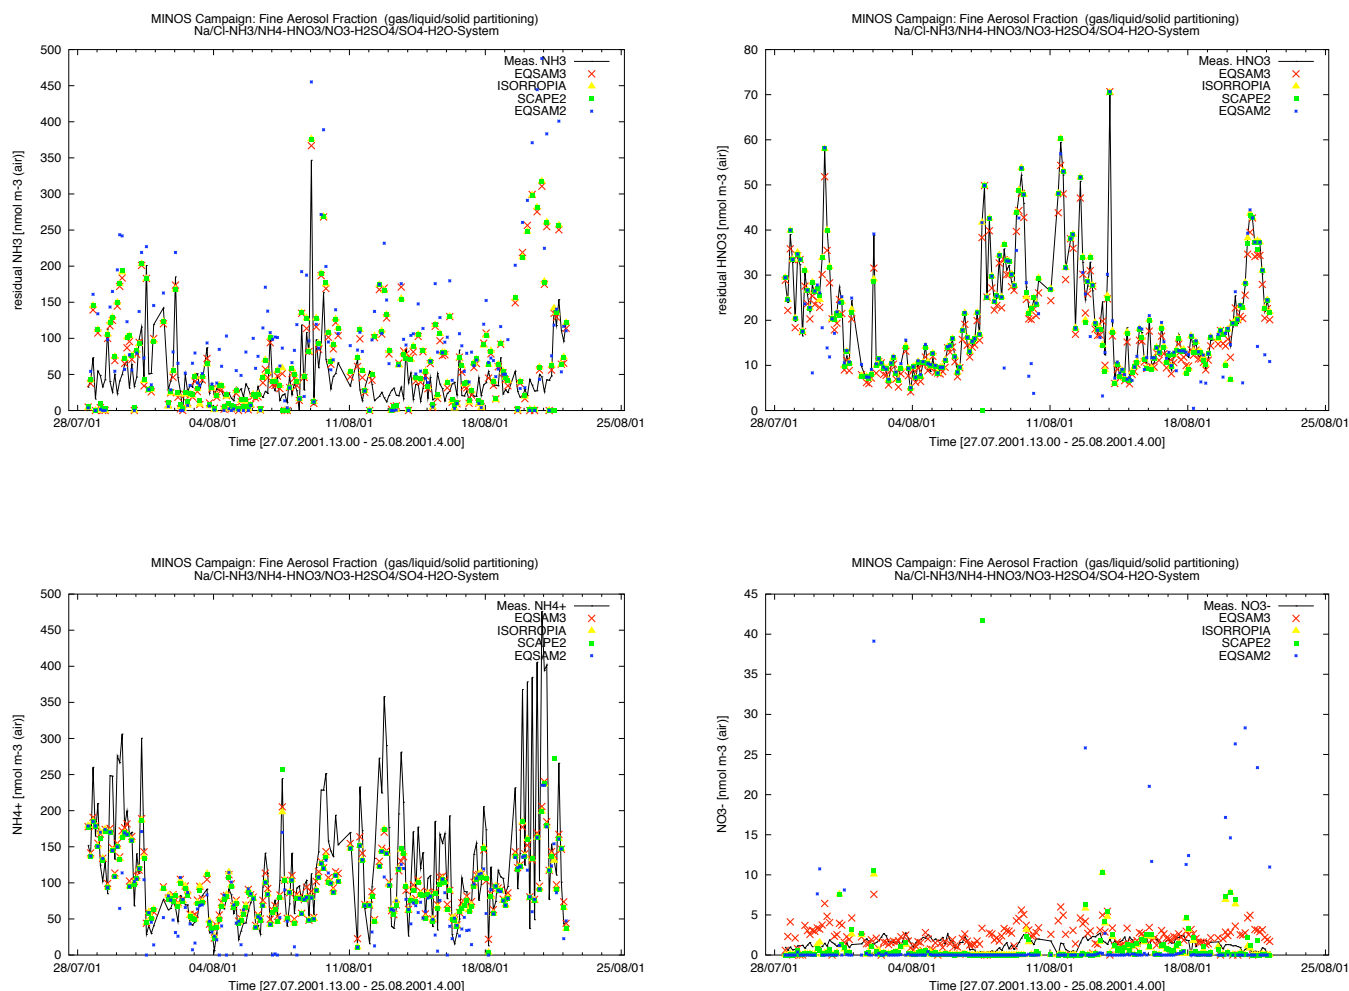 MINOS Campaign: Fine Aerosol Fraction (gas/liquid/solid partitioning)
Na/Cl-NH3/NH4-HNO3/NO3-H2SO4/SO4-H2O-System
residual NH3 [nmol m-3 (air)]
500
450
400
350
300
250
200
150
100
50
0
Meas. NH3
EQSAM3
ISORROPIA
SCAPE2
EQSAM2
28/07/01 04/08/01 11/08/01 18/08/01 25/08/01
Time [27.07.2001.13.00 - 25.08.2001.4.00]
MINOS Campaign: Fine Aerosol Fraction (gas/liquid/solid partitioning)
Na/Cl-NH3/NH4-HNO3/NO3-H2SO4/SO4-H2O-System
residual HNO3 [nmol m-3 (air)]
80
70
60
50
40
30
20
10
0
Meas. HNO3
EQSAM3
ISORROPIA
SCAPE2
EQSAM2
28/07/01 04/08/01 11/08/01 18/08/01 25/08/01
Time [27.07.2001.13.00 - 25.08.2001.4.00]
MINOS Campaign: Fine Aerosol Fraction (gas/liquid/solid partitioning)
Na/Cl-NH3/NH4-HNO3/NO3-H2SO4/SO4-H2O-System
NH4+ [nmol m-3 (air)]
500
450
400
350
300
250
200
150
100
50
0
Meas. NH4+
EQSAM3
ISORROPIA
SCAPE2
EQSAM2
28/07/01 04/08/01 11/08/01 18/08/01 25/08/01
Time [27.07.2001.13.00 - 25.08.2001.4.00]
MINOS Campaign: Fine Aerosol Fraction (gas/liquid/solid partitioning)
Na/Cl-NH3/NH4-HNO3/NO3-H2SO4/SO4-H2O-System
NO3- [nmol m-3 (air)]
45
40
35
30
25
20
15
10
5
0
Meas. NO3-
EQSAM3
ISORROPIA
SCAPE2
EQSAM2
28/07/01 04/08/01 11/08/01 18/08/01 25/08/01
Time [27.07.2001.13.00 - 25.08.2001.4.00]